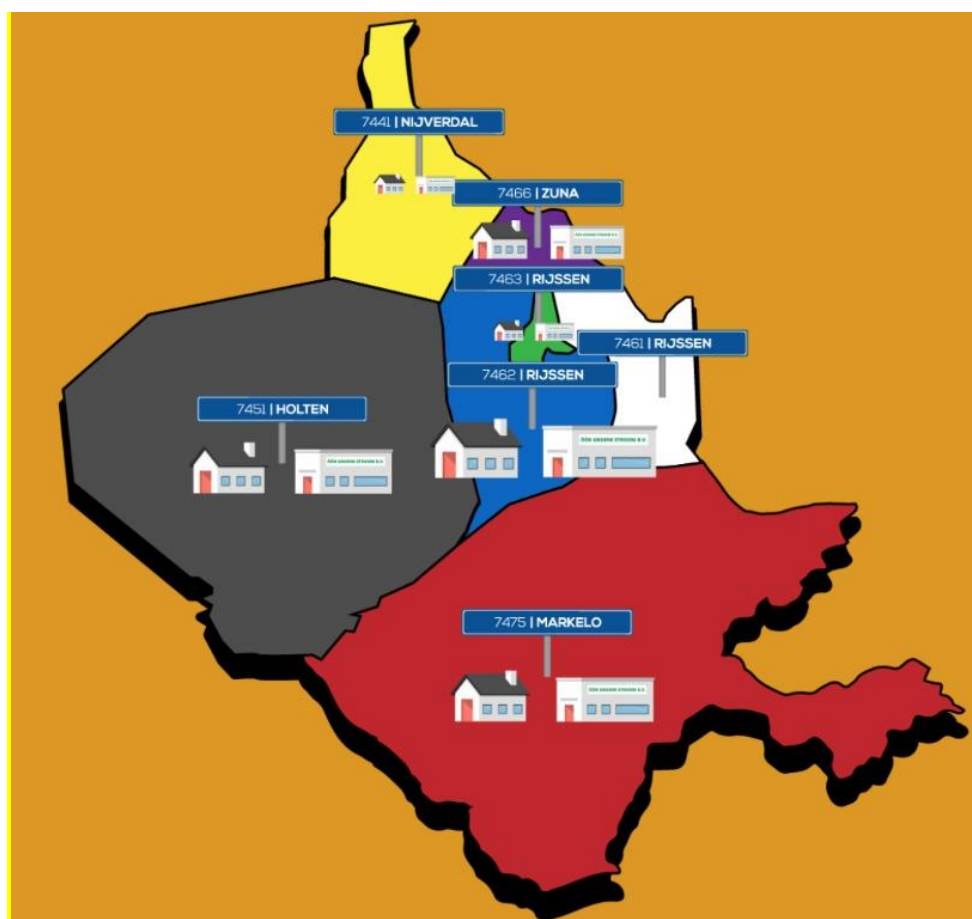 7441 | NIJVERDAL
7466 | ZUNA
7463 | RIJSSEN
7461 | RIJSSEN
7462 | RIJSSEN
7451 | HOLTEN
7475 | MARKELO